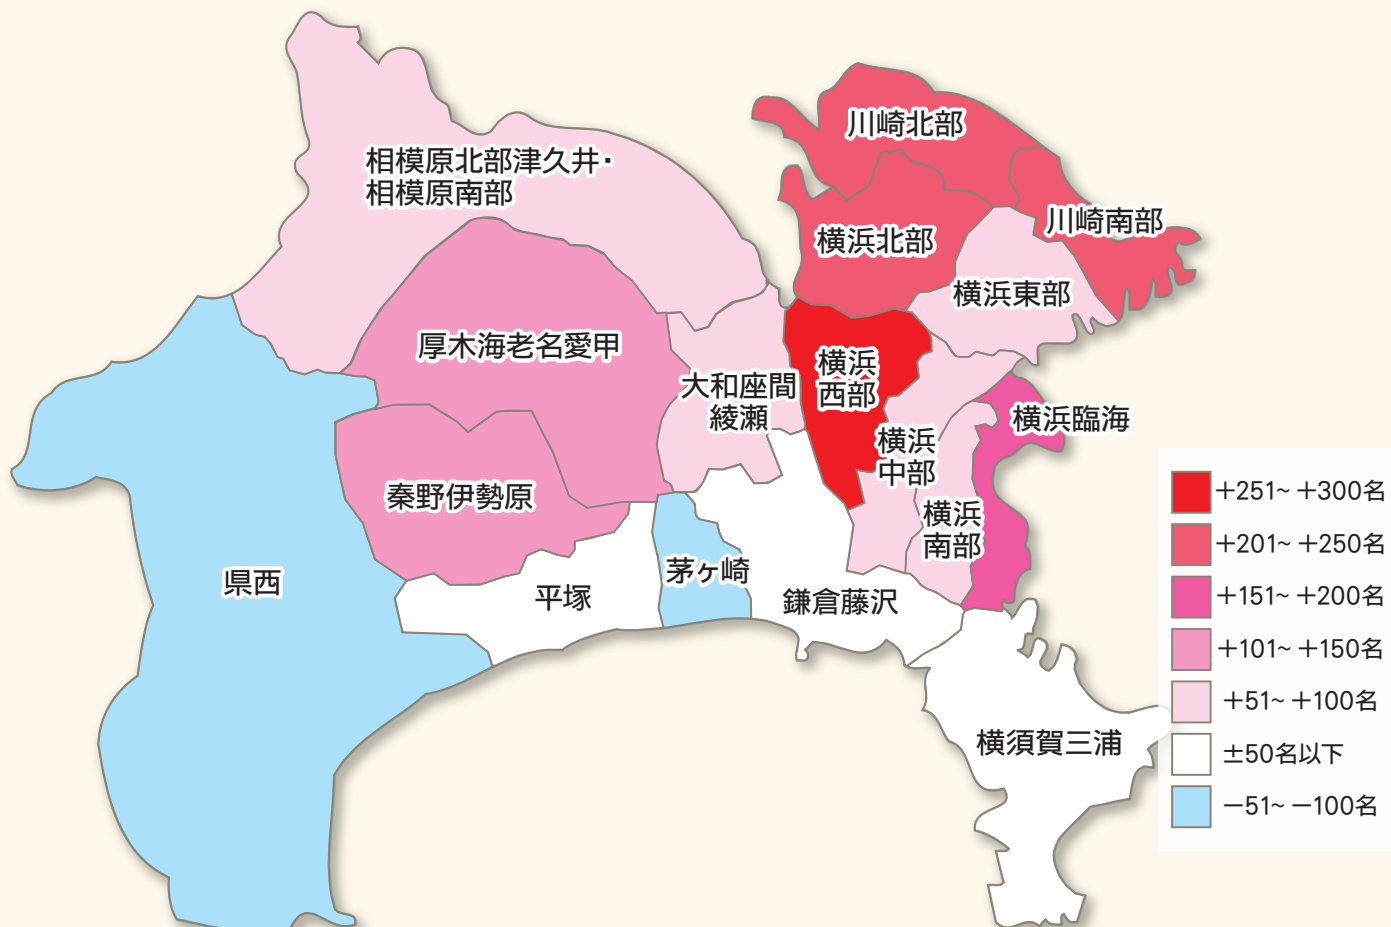 川崎北部
相模原北部津久井・
相模原南部
川崎南部
横浜北部
横浜東部
厚木海老名愛甲
横浜
西部
大和座間
綾瀬
横浜臨海
横浜
中部
秦野伊勢原
横浜
南部
茅ヶ崎
県西
平塚
鎌倉藤沢
横須賀三浦
+251~+300名
+201~+250名
+151~+200名
+101~+150名
+51~+100名
±50名以下
−51~−100名